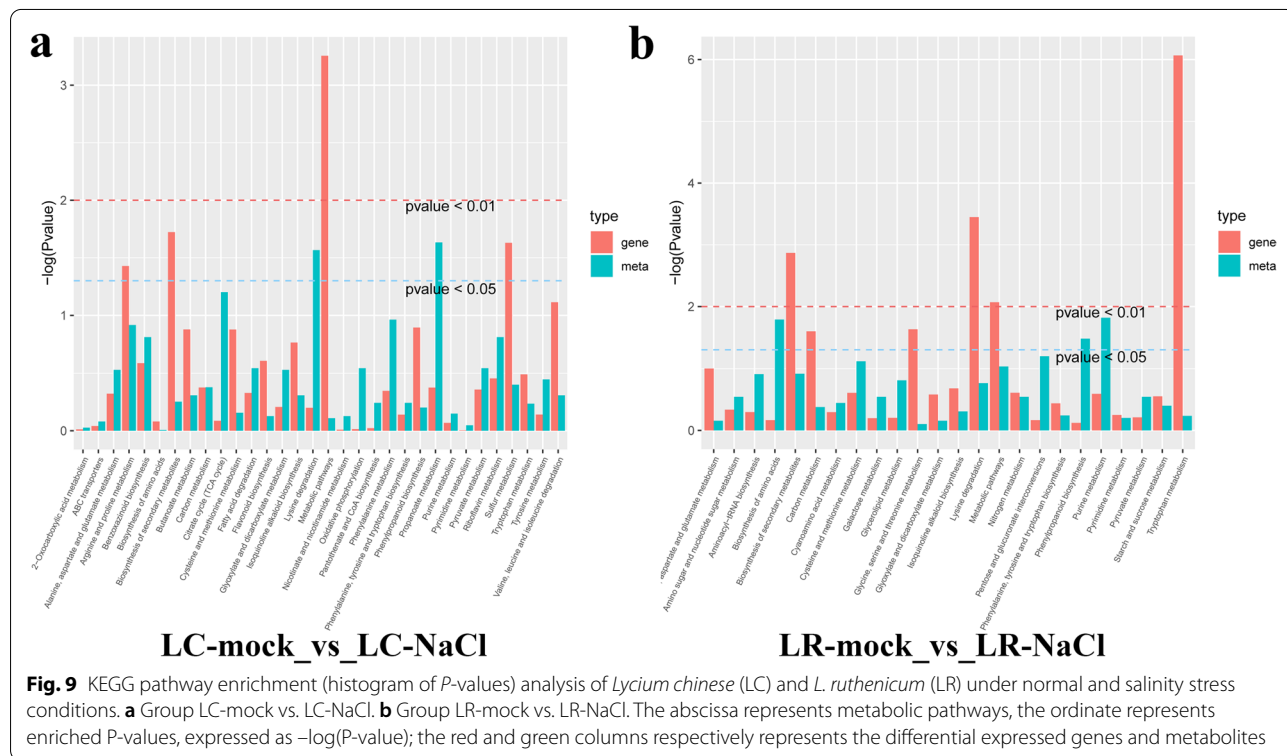 a
b
−log(Pvalue)
3
2
1
0
pvalue < 0.01
pvalue < 0.05
type
gene
meta
2−Oxocarboxylic acid metabolism
ABC transporters
Alanine, aspartate and glutamate metabolism
Arginine and proline metabolism
Benzoxazinoid biosynthesis
Biosynthesis of amino acids
Biosynthesis of secondary metabolites
Butanoate metabolism
Carbon metabolism
Citrate cycle (TCA cycle)
Cysteine and methionine metabolism
Fatty acid degradation
Flavonoid biosynthesis
Glyoxylate and dicarboxylate metabolism
Isoquinoline alkaloid biosynthesis
Lysine degradation
Metabolic pathways
Nicotinate and nicotinamide metabolism
Oxidative phosphorylation
Pantothenate and CoA biosynthesis
Phenylalanine metabolism
Phenylalanine, tyrosine and tryptophan biosynthesis
Phenylpropanoid biosynthesis
Propanoate metabolism
Purine metabolism
Pyrimidine metabolism
Pyruvate metabolism
Riboflavin metabolism
Sulfur metabolism
Tryptophan metabolism
Tyrosine metabolism
Valine, leucine and isoleucine degradation
LC-mock_vs_LC-NaCl
−log(Pvalue)
6
4
2
0
pvalue < 0.01
pvalue < 0.05
type
gene
meta
, aspartate and glutamate metabolism
Amino sugar and nucleotide sugar metabolism
Aminoacyl−tRNA biosynthesis
Biosynthesis of amino acids
Biosynthesis of secondary metabolites
Carbon metabolism
Cyanoamino acid metabolism
Cysteine and methionine metabolism
Galactose metabolism
Glycerolipid metabolism
Glycine, serine and threonine metabolism
Glyoxylate and dicarboxylate metabolism
Isoquinoline alkaloid biosynthesis
Lysine degradation
Metabolic pathways
Nitrogen metabolism
Pentose and glucuronate interconversions
Phenylalanine, tyrosine and tryptophan biosynthesis
Phenylpropanoid biosynthesis
Purine metabolism
Pyrimidine metabolism
Pyruvate metabolism
Starch and sucrose metabolism
Tryptophan metabolism
LR-mock_vs_LR-NaCl
Fig. 9 KEGG pathway enrichment (histogram of P-values) analysis of Lycium chinese (LC) and L. ruthenicum (LR) under normal and salinity stress
conditions. a Group LC-mock vs. LC-NaCl. b Group LR-mock vs. LR-NaCl. The abscissa represents metabolic pathways, the ordinate represents
enriched P-values, expressed as –log(P-value); the red and green columns respectively represents the differential expressed genes and metabolites